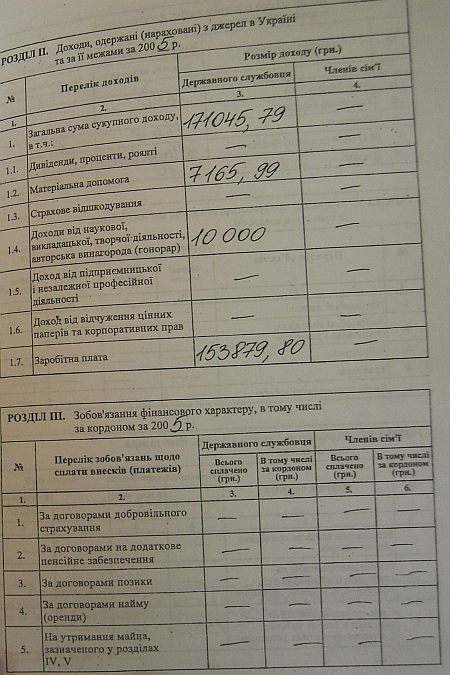 РОЗДІЛ II. Доходи, одержані (нараховані) з джерел в Україні
та за її межами за 2005 р.
№ Перелік доходів Розмір доходу (грн.)
Державного службовця Членів сім'ї
1. 2. 3. 4.
1. Загальна сума сукупного доходу,
в т.ч.: 171045, 79 —
1.1. Дивіденди, проценти, роялті — —
1.2. Матеріальна допомога 7165, 99 —
1.3. Страхове відшкодування — —
1.4. Доходи від наукової,
викладацької, творчої діяльності,
авторська винагорода (гонорар) 10 000 —
1.5. Доход від підприємницької
і незалежної професійної
діяльності — —
1.6. Доход від відчуження цінних
паперів та корпоративних прав — —
1.7. Заробітна плата 153879, 80 —
РОЗДІЛ III. Зобов'язання фінансового характеру, в тому числі
за кордоном за 2005 р.
№ Перелік зобов'язань щодо
сплати внесків (платежів)
Державного службовця Членів сім'ї
Всього
сплачено
(грн.)
В тому числі
за кордоном
(грн.)
Всього
сплачено
(грн.)
В тому числі
за кордоном
(грн.)
1. 2. 3. 4. 5. 6.
1. За договорами добровільного
страхування — — — —
2. За договорами на додаткове
пенсійне забезпечення — — — —
3. За договорами позики — — — —
4. За договорами найму
(оренди) — — — —
5. На утримання майна,
зазначеного у розділах
IV, V — — — —